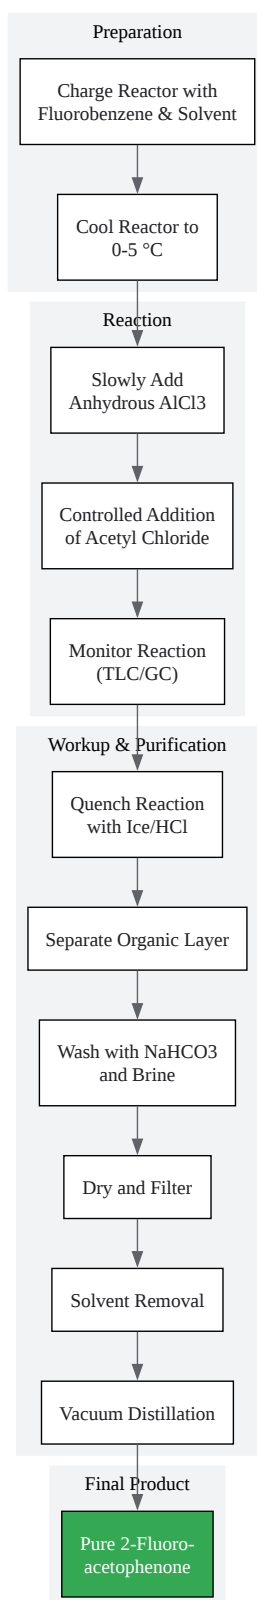 Preparation
Charge Reactor with
Fluorobenzene & Solvent
Cool Reactor to
0-5 °C
Reaction
Slowly Add
Anhydrous AlCl3
Controlled Addition
of Acetyl Chloride
Monitor Reaction
(TLC/GC)
Workup & Purification
Quench Reaction
with Ice/HCl
Separate Organic Layer
Wash with NaHCO3
and Brine
Dry and Filter
Solvent Removal
Vacuum Distillation
Final Product
Pure 2-Fluoro-
acetophenone